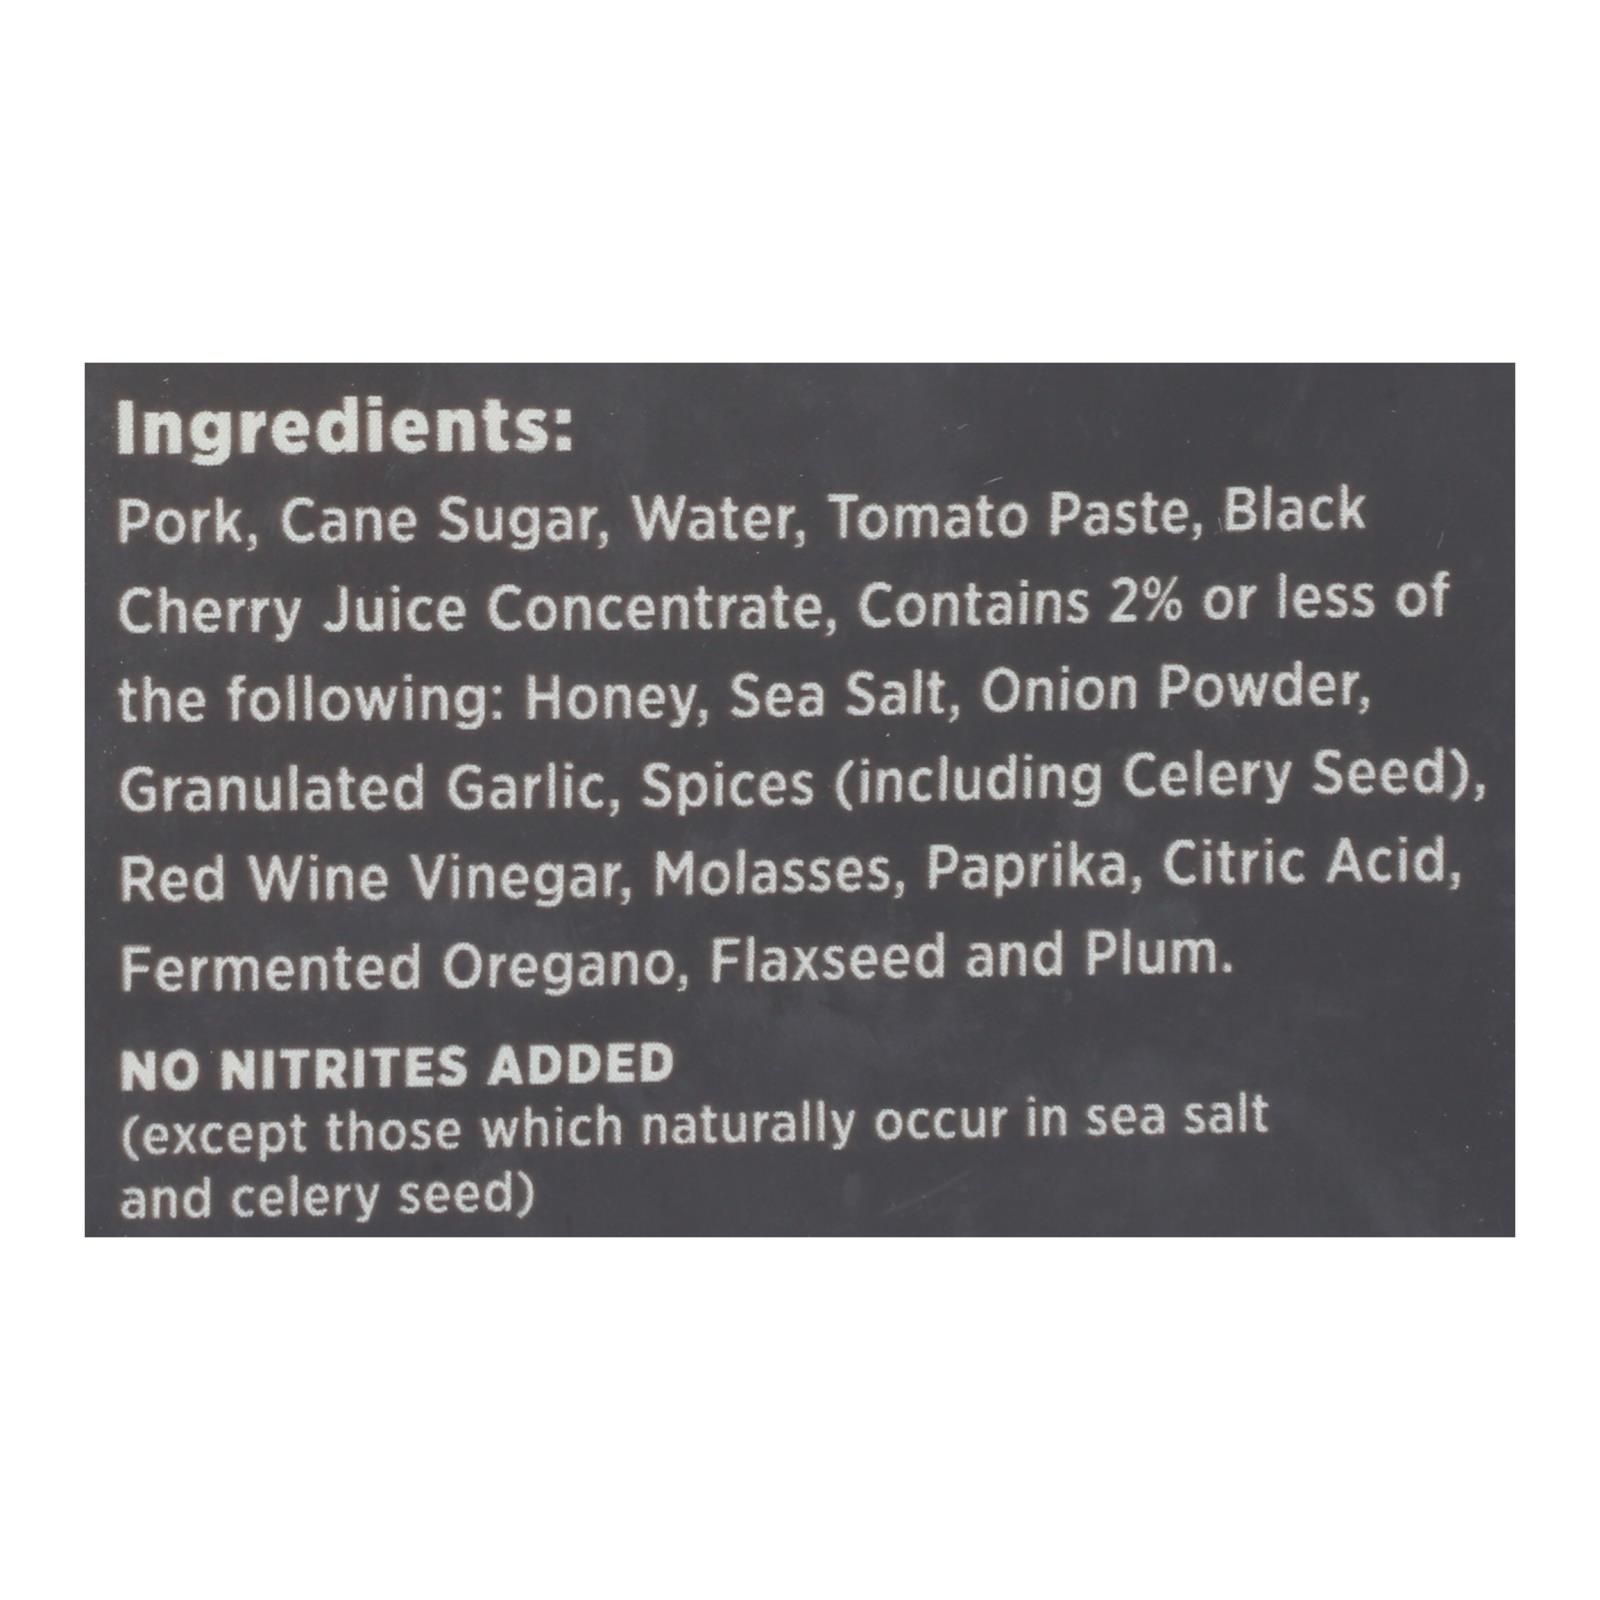 Ingredients:
Pork, Cane Sugar, Water, Tomato Paste, Black
Cherry Juice Concentrate, Contains 2% or less of
the following: Honey, Sea Salt, Onion Powder,
Granulated Garlic, Spices (including Celery Seed),
Red Wine Vinegar, Molasses, Paprika, Citric Acid,
Fermented Oregano, Flaxseed and Plum.
NO NITRITES ADDED
(except those which naturally occur in sea salt
and celery seed)